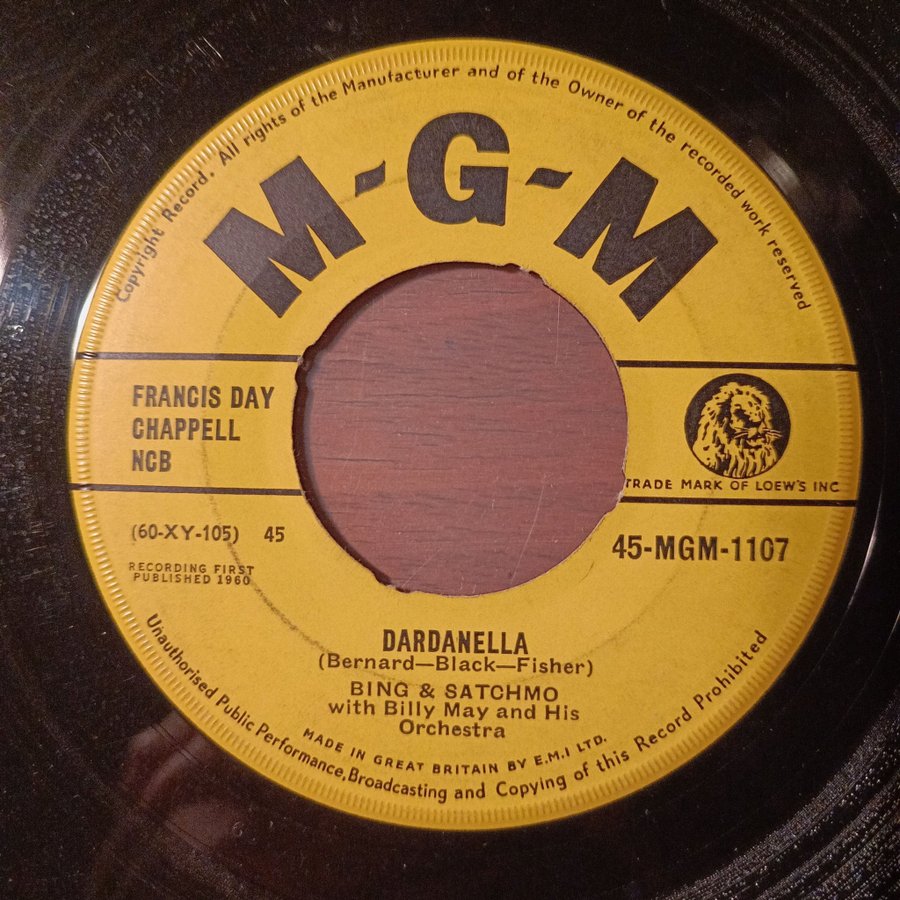 Copyright Record. All rights of the Manufacturer and of the Owner of the recorded work reserved
M-G-M
FRANCIS DAY
CHAPPELL
NCB
TRADE MARK OF LOEW'S INC
(60-XY-105) 45
45-MGM-1107
RECORDING FIRST
PUBLISHED 1960
DARDANELLA
(Bernard—Black—Fisher)
BING & SATCHMO
with Billy May and His
Orchestra
MADE IN GREAT BRITAIN BY E.M.I LTD.
Unauthorised Public Performance, Broadcasting and Copying of this Record Prohibited